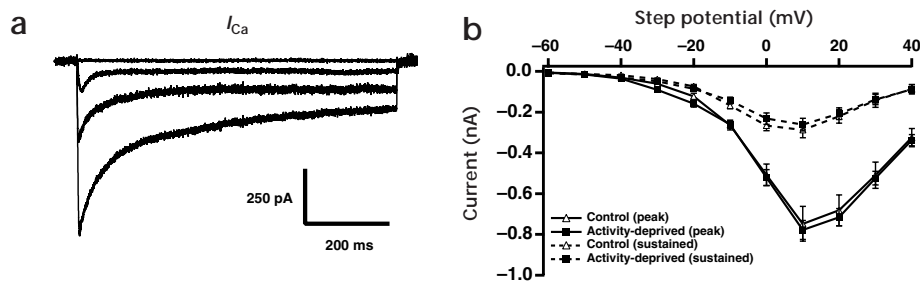 a
I Ca
250 pA
200 ms
b
Step potential (mV)
−60 −40 −20 0 20 40
0.0
−0.2
−0.4
−0.6
−0.8
−1.0
Current (nA)
Control (peak)
Activity-deprived (peak)
Control (sustained)
Activity-deprived (sustained)